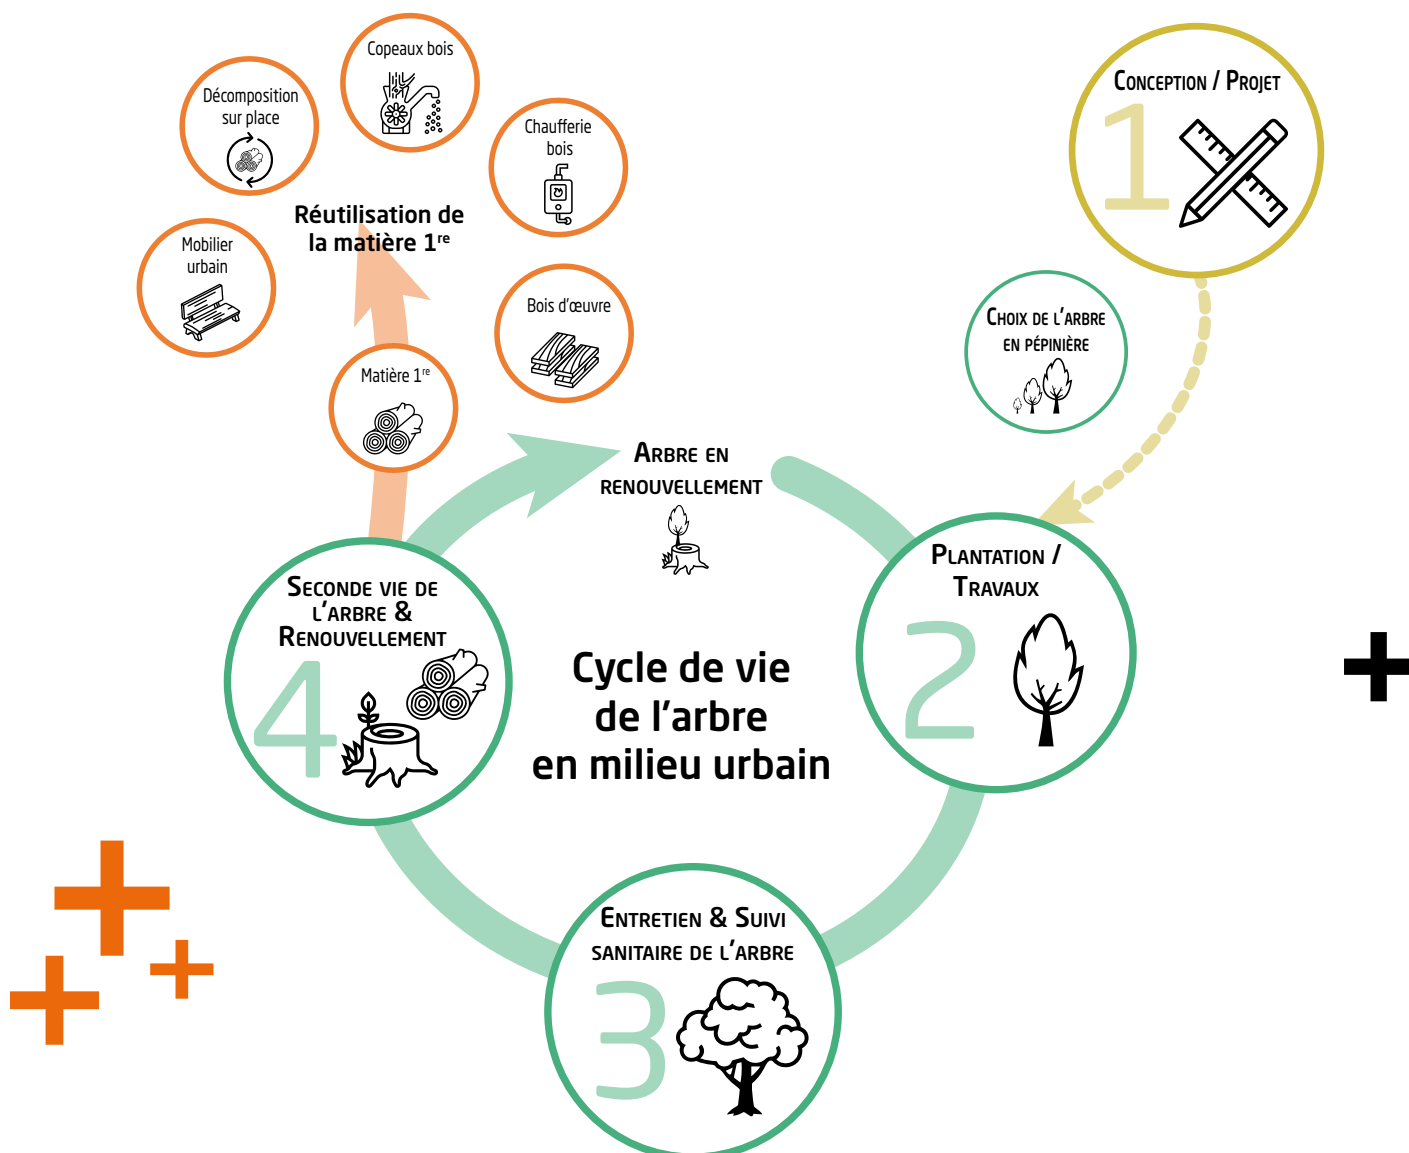 Copeaux bois
Décomposition
sur place
Chaufferie
bois
Réutilisation de
la matière 1re
Mobilier
urbain
Bois d'œuvre
Matière 1re
Conception / Projet
1
Choix de l'arbre
en pépinière
Arbre en
renouvellement
Plantation /
Travaux
2
Seconde vie de
l'arbre &
Renouvellement
4
Cycle de vie
de l'arbre
en milieu urbain
Entretien & Suivi
sanitaire de l'arbre
3